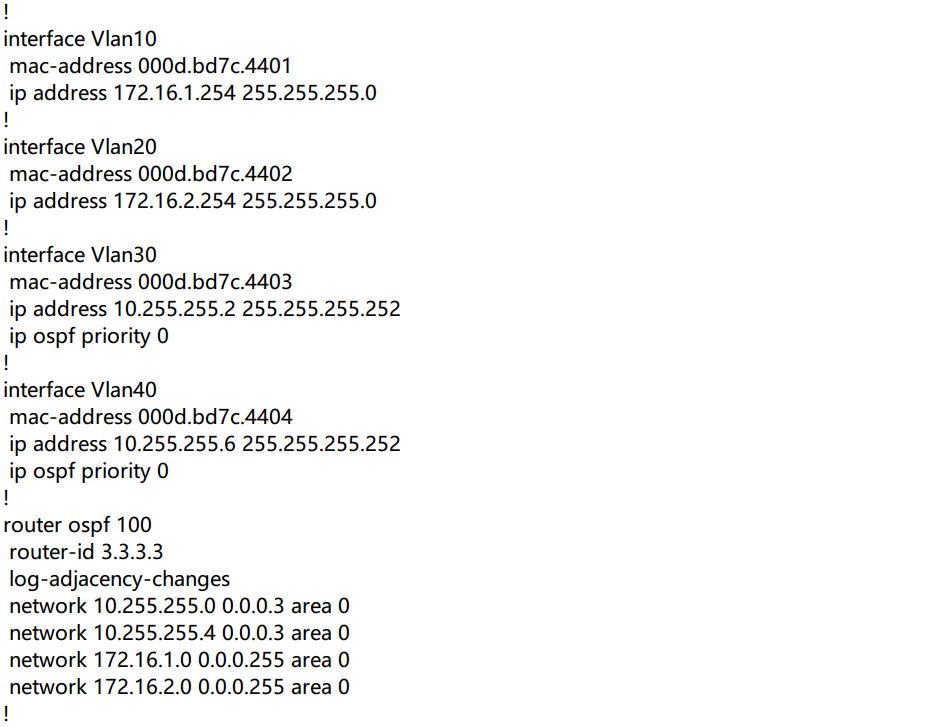 !
interface Vlan10
 mac-address 000d.bd7c.4401
 ip address 172.16.1.254 255.255.255.0
!
interface Vlan20
 mac-address 000d.bd7c.4402
 ip address 172.16.2.254 255.255.255.0
!
interface Vlan30
 mac-address 000d.bd7c.4403
 ip address 10.255.255.2 255.255.255.252
 ip ospf priority 0
!
interface Vlan40
 mac-address 000d.bd7c.4404
 ip address 10.255.255.6 255.255.255.252
 ip ospf priority 0
!
router ospf 100
 router-id 3.3.3.3
 log-adjacency-changes
 network 10.255.255.0 0.0.0.3 area 0
 network 10.255.255.4 0.0.0.3 area 0
 network 172.16.1.0 0.0.0.255 area 0
 network 172.16.2.0 0.0.0.255 area 0
!